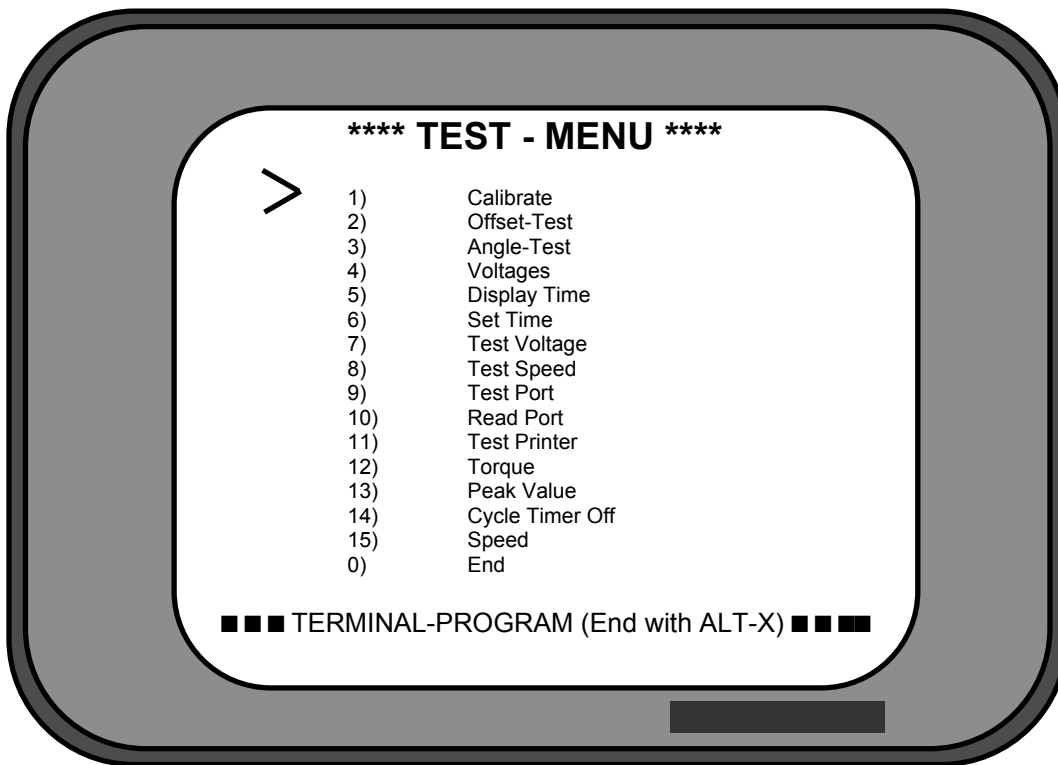 **** TEST - MENU ****
>
1) Calibrate
2) Offset-Test
3) Angle-Test
4) Voltages
5) Display Time
6) Set Time
7) Test Voltage
8) Test Speed
9) Test Port
10) Read Port
11) Test Printer
12) Torque
13) Peak Value
14) Cycle Timer Off
15) Speed
0) End
■ ■ ■ TERMINAL-PROGRAM (End with ALT-X) ■ ■ ■■